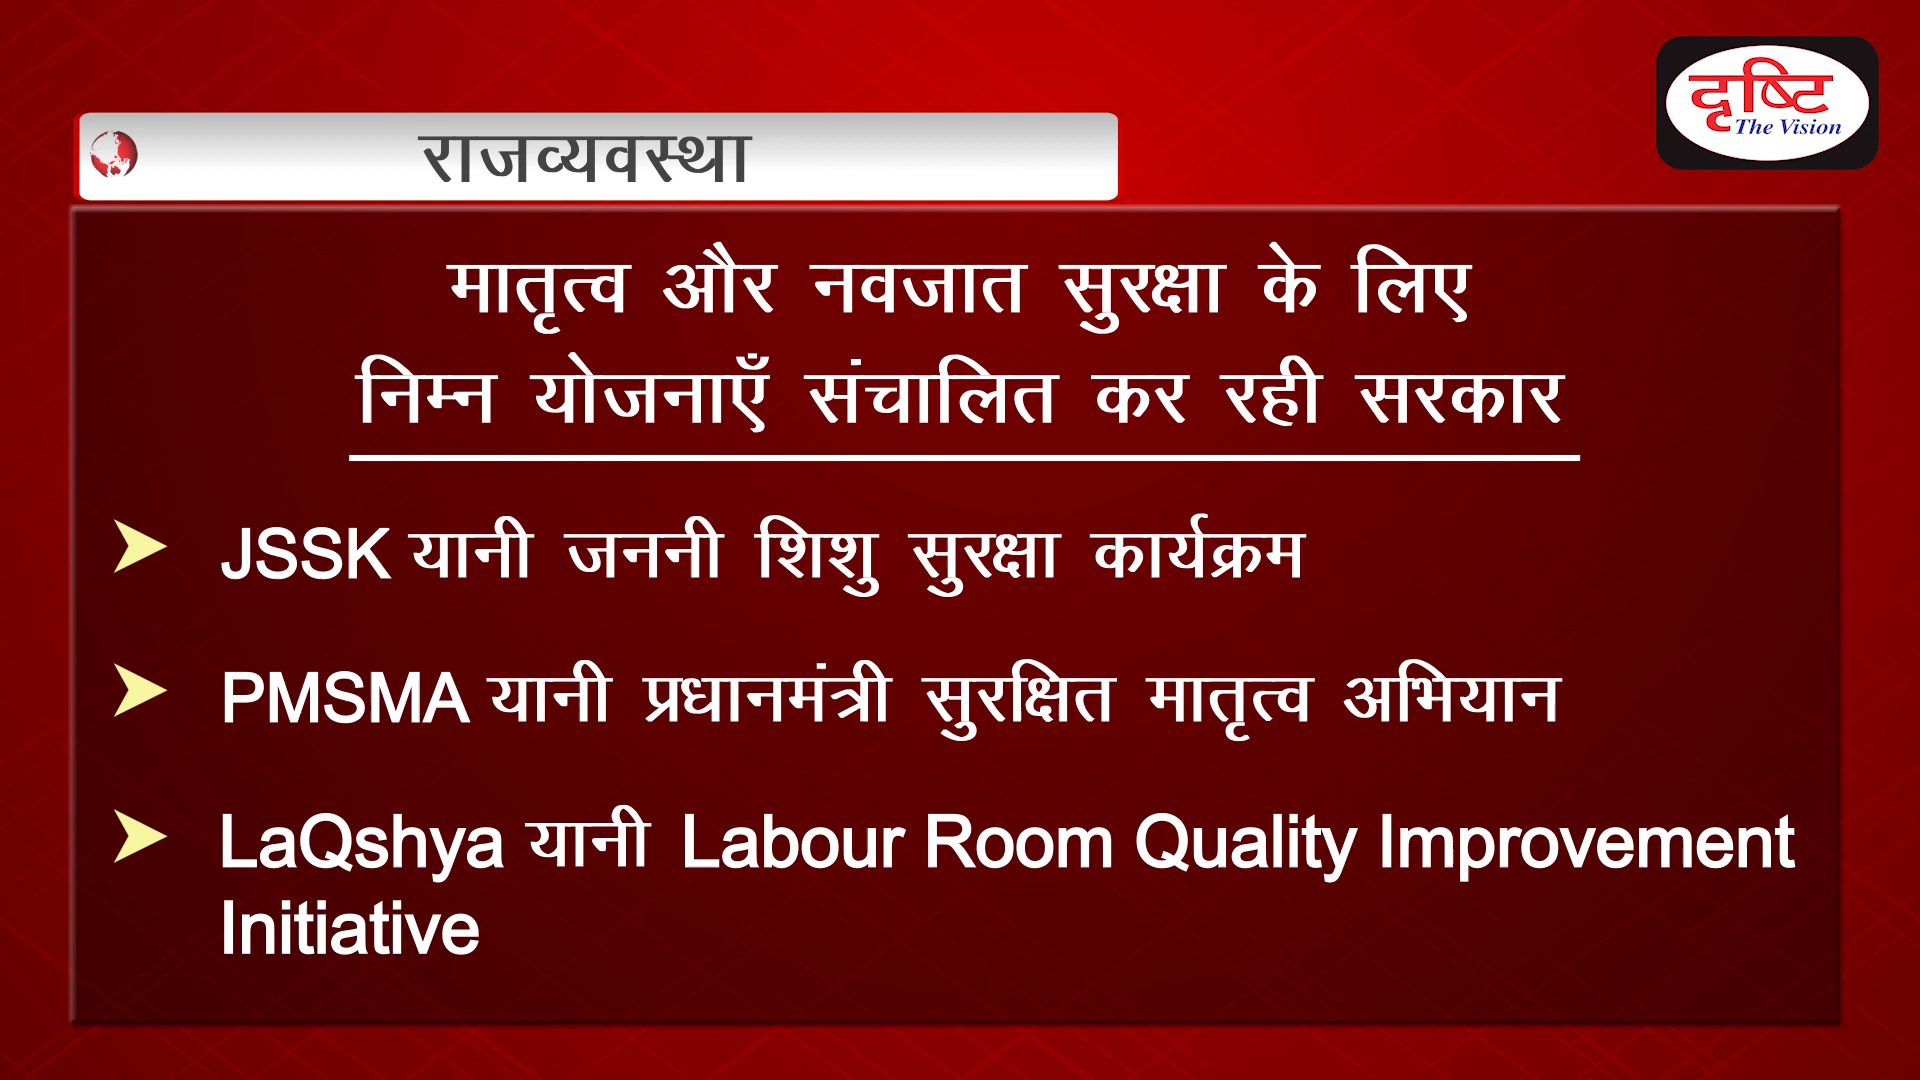 दृष्टि
The Vision
राजव्यवस्था
मातृत्व और नवजात सुरक्षा के लिए
निम्न योजनाएँ संचालित कर रही सरकार
JSSK यानी जननी शिशु सुरक्षा कार्यक्रम
PMSMA यानी प्रधानमंत्री सुरक्षित मातृत्व अभियान
LaQshya यानी Labour Room Quality Improvement
Initiative